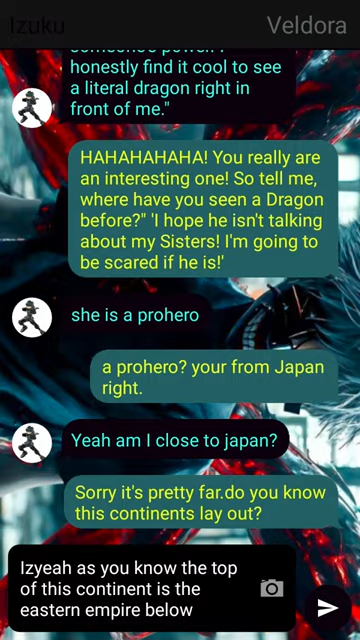 Izuku
Veldora
someone's power. I
honestly find it cool to see
a literal dragon right in
front of me."
HAHAHAHAHA! You really are
an interesting one! So tell me,
where have you seen a Dragon
before?" 'I hope he isn't talking
about my Sisters! I'm going to
be scared if he is!'
she is a prohero
a prohero? your from Japan
right.
Yeah am I close to japan?
Sorry it's pretty far.do you know
this continents lay out?
Izyeah as you know the top
of this continent is the
eastern empire below